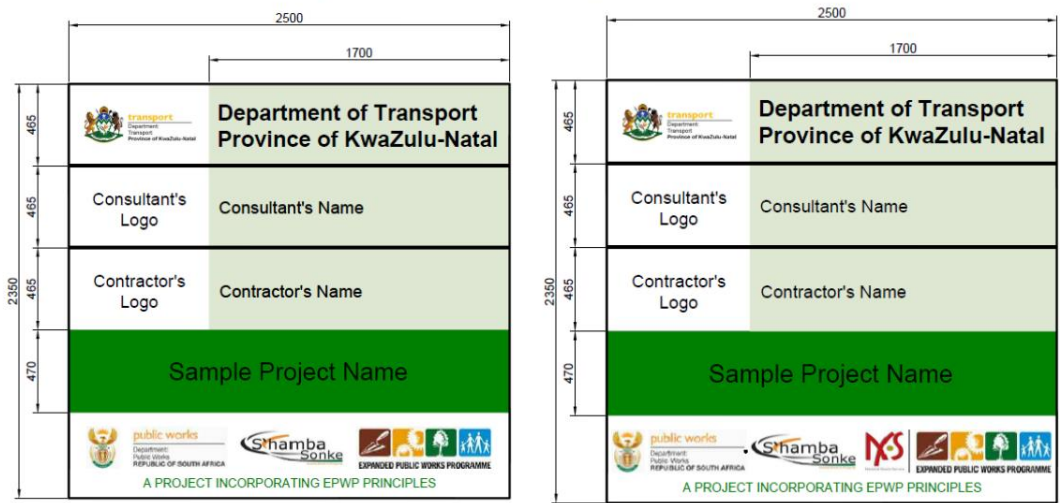 2500
1700
2350
465
transport
Department:
Transport
Province of KwaZulu-Natal
Department of Transport
Province of KwaZulu-Natal
465
Consultant's
Logo
Consultant's Name
465
Contractor's
Logo
Contractor's Name
470
Sample Project Name
public works
Department:
Public Works
REPUBLIC OF SOUTH AFRICA
S'hamba
Sonke
EXPANDED PUBLIC WORKS PROGRAMME
A PROJECT INCORPORATING EPWP PRINCIPLES
2500
1700
2350
465
transport
Department:
Transport
Province of KwaZulu-Natal
Department of Transport
Province of KwaZulu-Natal
465
Consultant's
Logo
Consultant's Name
465
Contractor's
Logo
Contractor's Name
470
Sample Project Name
public works
Department:
Public Works
REPUBLIC OF SOUTH AFRICA
S'hamba
Sonke
NYS
EXPANDED PUBLIC WORKS PROGRAMME
A PROJECT INCORPORATING EPWP PRINCIPLES